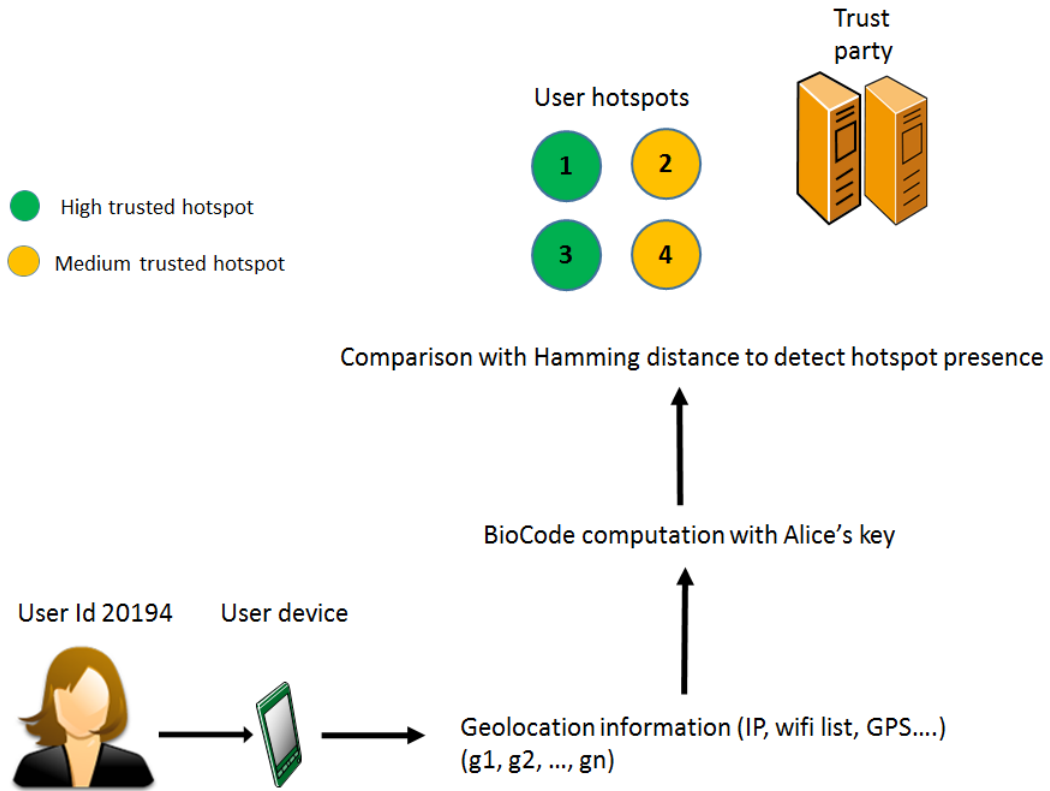 Trust
party
User hotspots
1
2
High trusted hotspot
3
4
Medium trusted hotspot
Comparison with Hamming distance to detect hotspot presence
BioCode computation with Alice’s key
User Id 20194
User device
Geolocation information (IP, wifi list, GPS....)
(g1, g2, ..., gn)